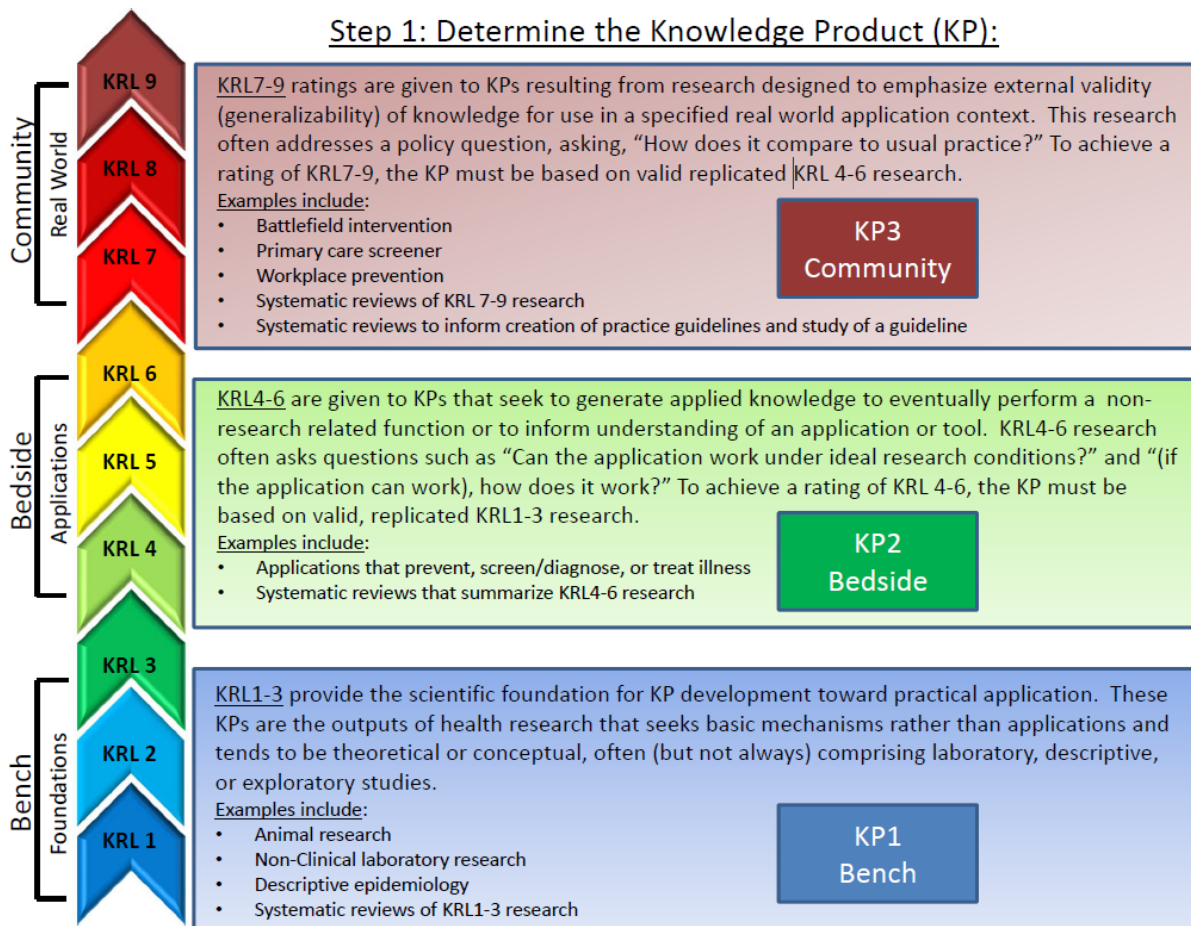 Step 1: Determine the Knowledge Product (KP):
KRL 9
KRL 8
KRL 7
KRL 6
KRL 5
KRL 4
KRL 3
KRL 2
KRL 1
Community
Real World
Bedside
Applications
Bench
Foundations
KRL7-9 ratings are given to KPs resulting from research designed to emphasize external validity
(generalizability) of knowledge for use in a specified real world application context. This research
often addresses a policy question, asking, “How does it compare to usual practice?” To achieve a
rating of KRL7-9, the KP must be based on valid replicated KRL 4-6 research.
Examples include:
• Battlefield intervention
• Primary care screener
• Workplace prevention
• Systematic reviews of KRL 7-9 research
• Systematic reviews to inform creation of practice guidelines and study of a guideline
KP3
Community
KRL4-6 are given to KPs that seek to generate applied knowledge to eventually perform a non-
research related function or to inform understanding of an application or tool. KRL4-6 research
often asks questions such as “Can the application work under ideal research conditions?” and “(if
the application can work), how does it work?” To achieve a rating of KRL 4-6, the KP must be
based on valid, replicated KRL1-3 research.
Examples include:
• Applications that prevent, screen/diagnose, or treat illness
• Systematic reviews that summarize KRL4-6 research
KP2
Bedside
KRL1-3 provide the scientific foundation for KP development toward practical application. These
KPs are the outputs of health research that seeks basic mechanisms rather than applications and
tends to be theoretical or conceptual, often (but not always) comprising laboratory, descriptive,
or exploratory studies.
Examples include:
• Animal research
• Non-Clinical laboratory research
• Descriptive epidemiology
• Systematic reviews of KRL1-3 research
KP1
Bench